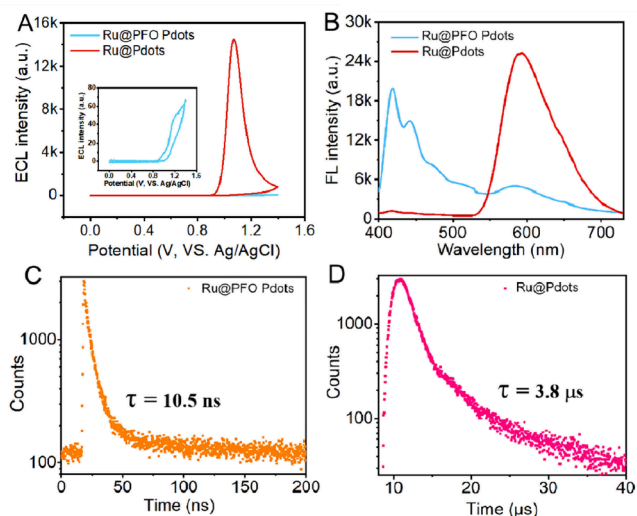 A
Ru@PFO Pdots
Ru@Pdots
ECL intensity (a.u.)
16k
12k
8k
4k
0
0.0 0.4 0.8 1.2 1.6
Potential (V, VS. Ag/AgCl)
ECL intensity (a.u.)
80
60
40
20
0
0.0 0.4 0.8 1.2
Potential (V, VS. Ag/AgCl)
B
Ru@PFO Pdots
Ru@Pdots
FL intensity (a.u.)
36k
27k
18k
9k
0
400 500 600 700
Wavelength (nm)
C
Ru@PFO Pdots
Counts
1000
100
τ = 10.5 ns
0 50 100 150 200
Time (ns)
D
Ru@Pdots
Counts
1000
100
τ = 3.8 μs
10 20 30 40
Time (μs)